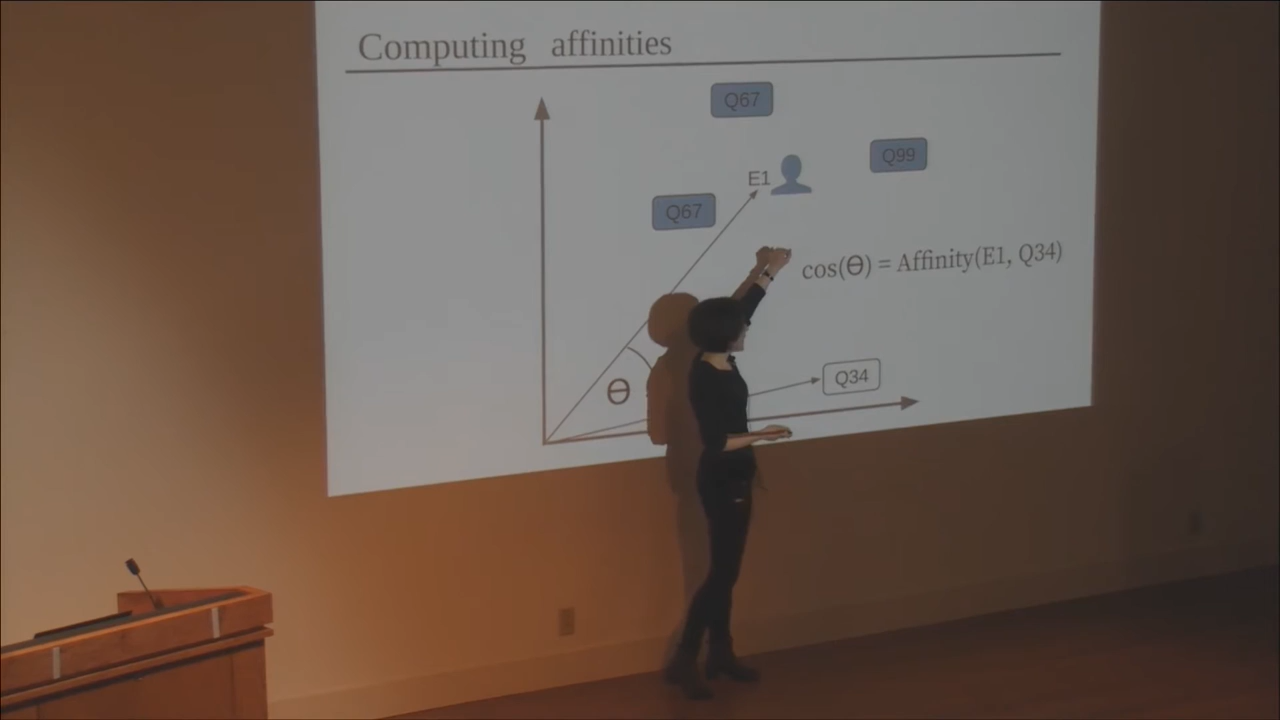 Computing affinities
Q67
Q99
E1
Q67
cos(Θ) = Affinity(E1, Q34)
Θ
Q34